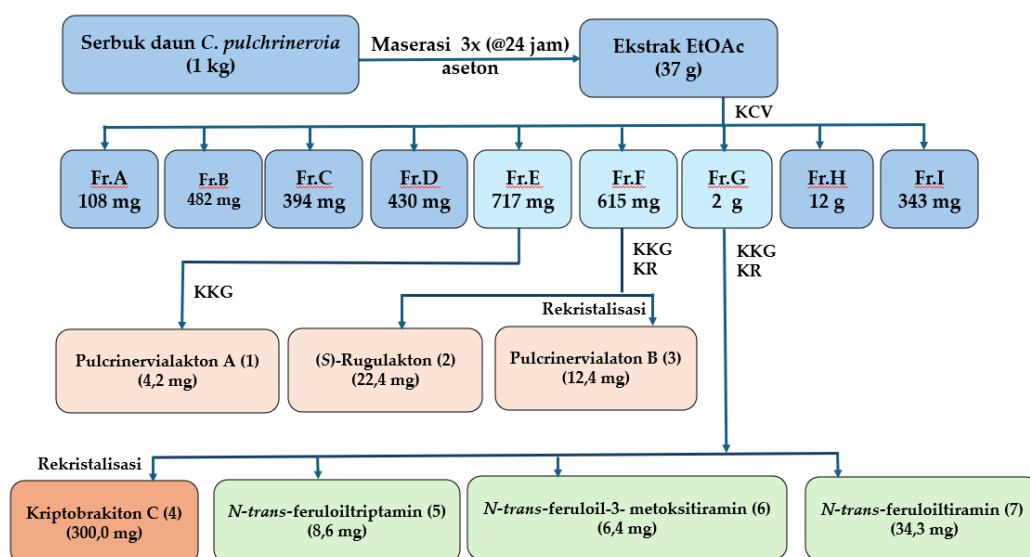 Serbuk daun C. pulchrinervia
(1 kg)
Maserasi 3x (@24 jam)
aseton
Ekstrak EtOAc
(37 g)
KCV
Fr.A
108 mg
Fr.B
482 mg
Fr.C
394 mg
Fr.D
430 mg
Fr.E
717 mg
Fr.F
615 mg
Fr.G
2 g
Fr.H
12 g
Fr.I
343 mg
KKG
KKG
KR
KKG
KR
Rekristalisasi
Pulcrinervialakton A (1)
(4,2 mg)
(S)-Rugulakton (2)
(22,4 mg)
Pulcrinervialaton B (3)
(12,4 mg)
Rekristalisasi
Kriptobrakiton C (4)
(300,0 mg)
N-trans-feruloiltriptamin (5)
(8,6 mg)
N-trans-feruloil-3- metoksitiramin (6)
(6,4 mg)
N-trans-feruloiltiramin (7)
(34,3 mg)